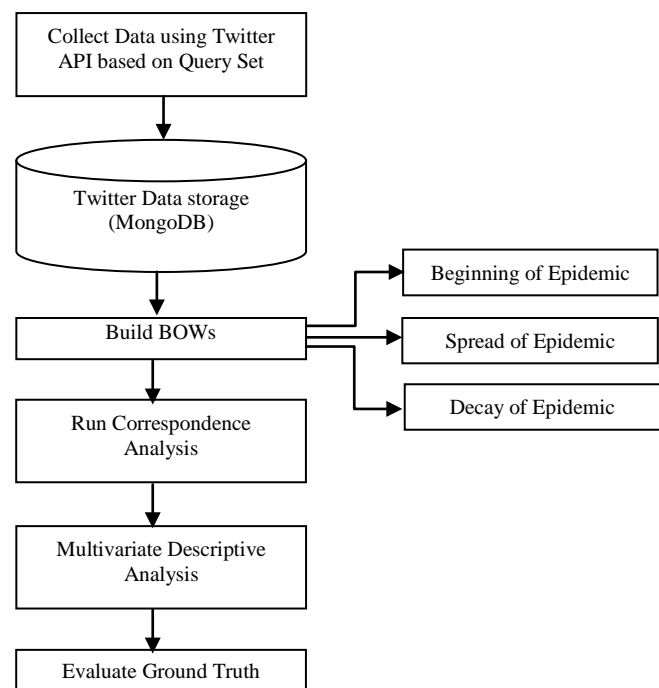 Collect Data using Twitter
API based on Query Set
Twitter Data storage
(MongoDB)
Beginning of Epidemic
Build BOWs
Spread of Epidemic
Decay of Epidemic
Run Correspondence
Analysis
Multivariate Descriptive
Analysis
Evaluate Ground Truth